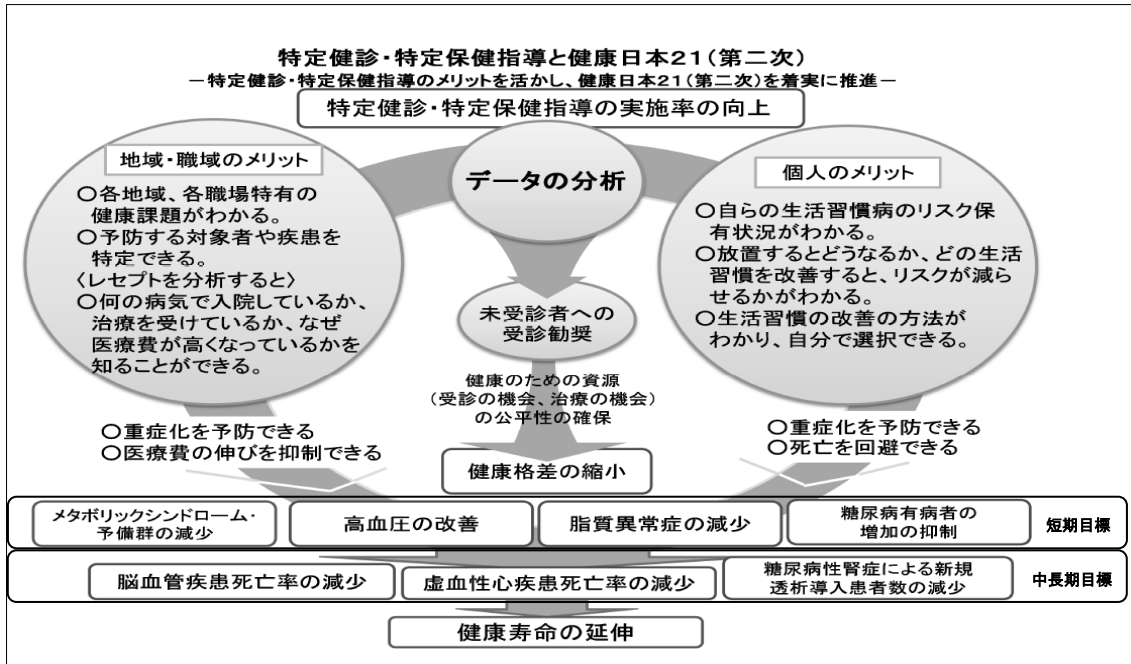 特定健診・特定保健指導と健康日本21(第二次)
－特定健診・特定保健指導のメリットを活かし、健康日本21(第二次)を着実に推進－
特定健診・特定保健指導の実施率の向上
地域・職域のメリット
○各地域、各職場特有の
健康課題がわかる。
○予防する対象者や疾患を
特定できる。
〈レセプトを分析すると〉
○何の病気で入院しているか、
治療を受けているか、なぜ
医療費が高くなっているかを
知ることができる。
○重症化を予防できる
○医療費の伸びを抑制できる
データの分析
未受診者への
受診勧奨
健康のための資源
(受診の機会、治療の機会)
の公平性の確保
健康格差の縮小
個人のメリット
○自らの生活習慣病のリスク保
有状況がわかる。
○放置するとどうなるか、どの生活
習慣を改善すると、リスクが減ら
せるかがわかる。
○生活習慣の改善の方法が
わかり、自分で選択できる。
○重症化を予防できる
○死亡を回避できる
メタボリックシンドローム・
予備群の減少
高血圧の改善
脂質異常症の減少
糖尿病有病者の
増加の抑制
短期目標
脳血管疾患死亡率の減少
虚血性心疾患死亡率の減少
糖尿病性腎症による新規
透析導入患者数の減少
中長期目標
健康寿命の延伸